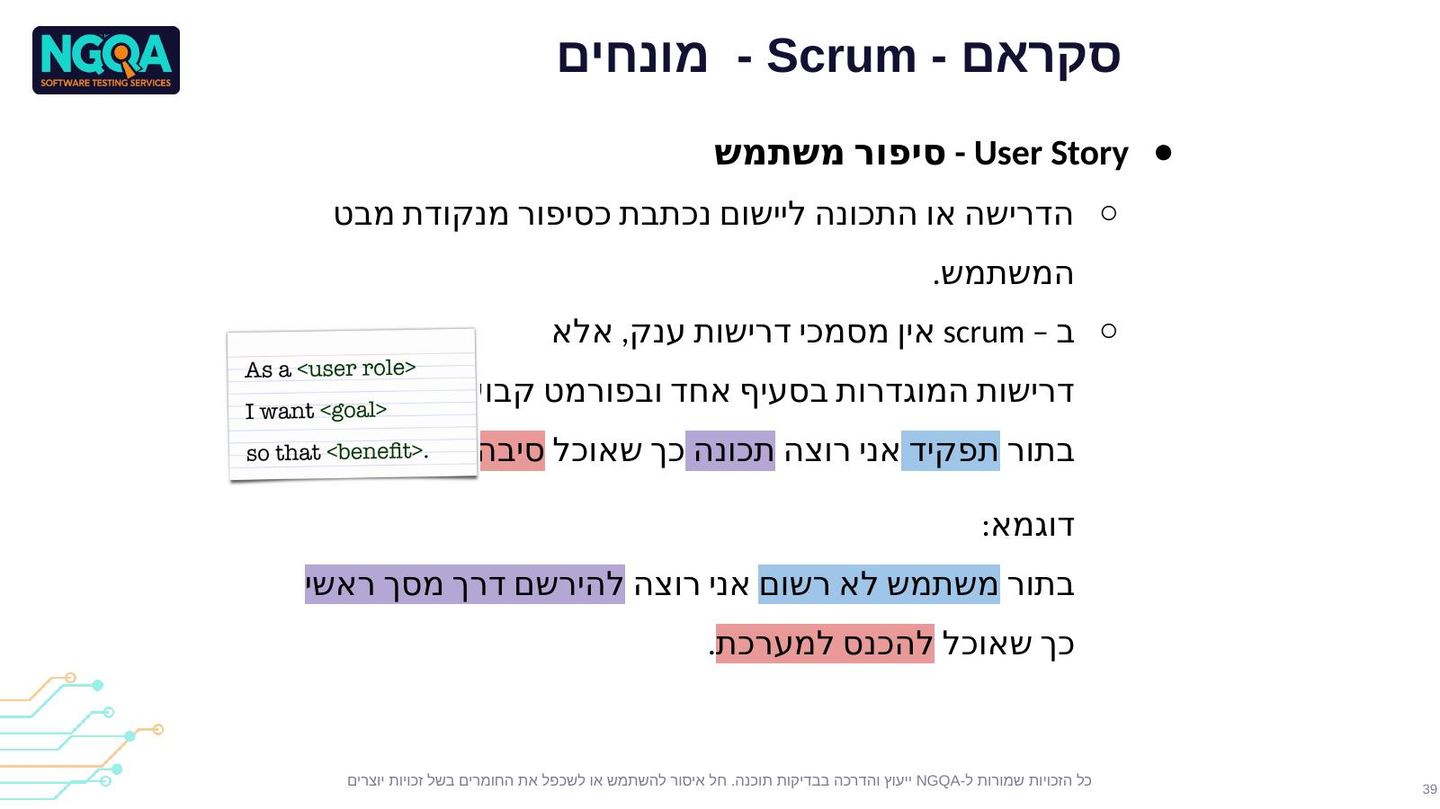 NGQA
SOFTWARE TESTING SERVICES
סקראם - Scrum - מונחים
● User Story - סיפור משתמש
○ הדרישה או התכונה ליישום נכתבת כסיפור מנקודת מבט
המשתמש.
○ ב – scrum אין מסמכי דרישות ענק, אלא
דרישות המוגדרות בסעיף אחד ובפורמט
בתור תפקיד אני רוצה תכונה כך שאוכל סיבה
As a <user role>
I want <goal>
so that <benefit>.
דוגמא:
בתור משתמש לא רשום אני רוצה להירשם דרך מסך ראשי
כך שאוכל להכנס למערכת.
כל הזכויות שמורות ל-NGQA ייעוץ והדרכה בבדיקות תוכנה. חל איסור להשתמש או לשכפל את החומרים בשל זכויות יוצרים
39